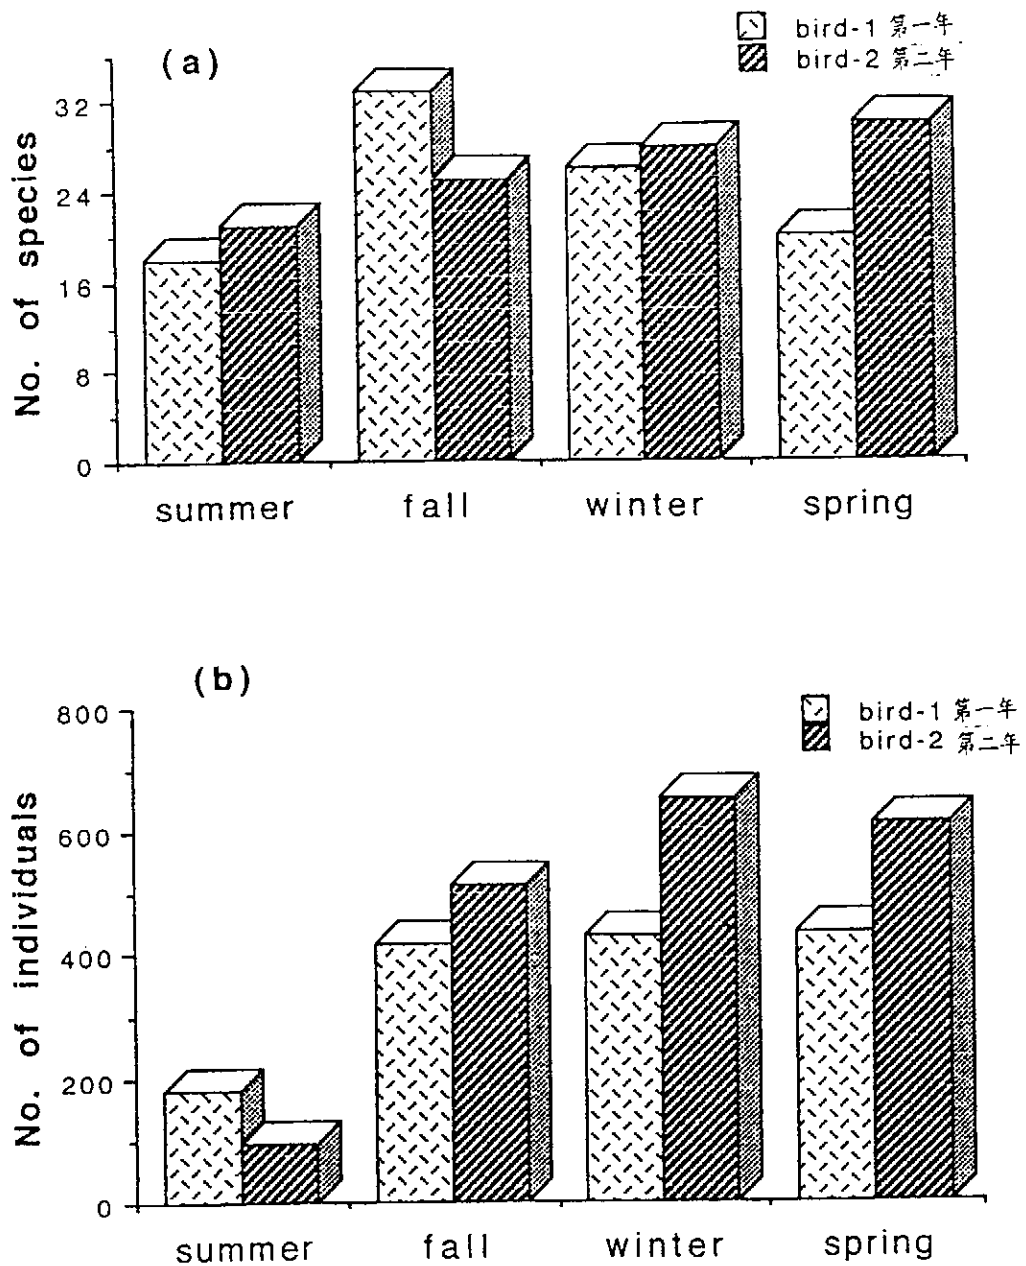 (a)
bird-1 第一年
bird-2 第二年
No. of species
32
24
16
8
0
summer fall winter spring
(b)
bird-1 第一年
bird-2 第二年
No. of individuals
800
600
400
200
0
summer fall winter spring